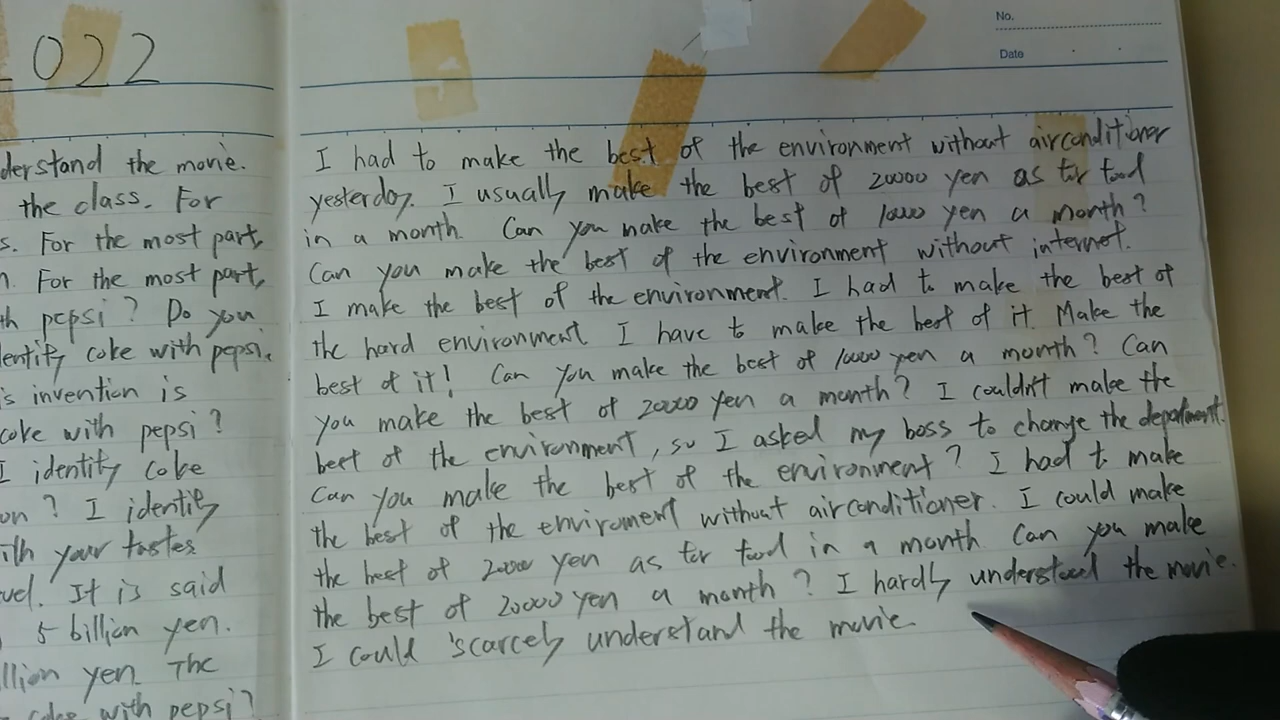 022
No.
Date
derstand the movie.
the class. For
s. For the most part,
n. For the most part,
th pepsi? Do you
dentify coke with pepsi.
is invention is
coke with pepsi?
I identify coke
on? I identify
ith your tastes
vel. It is said
5 billion yen.
llion yen. The
coke with pepsi?
I had to make the best of the environment without airconditioner
yesterday. I usually make the best of 20000 yen as for food
in a month. Can you make the best of 10000 yen a month?
Can you make the best of the environment without internet.
I make the best of the environment. I had to make the best of
the hard environment. I have to make the best of it. Make the
best of it! Can you make the best of 10000 yen a month? Can
you make the best of 20000 yen a month? I couldn't make the
best of the environment, so I asked my boss to change the department.
Can you make the best of the environment? I had to make
the best of the enviroment without airconditioner. I could make
the best of 20000 yen as for food in a month. Can you make
the best of 20000 yen a month? I hardly understood the movie.
I could scarcely understand the movie.